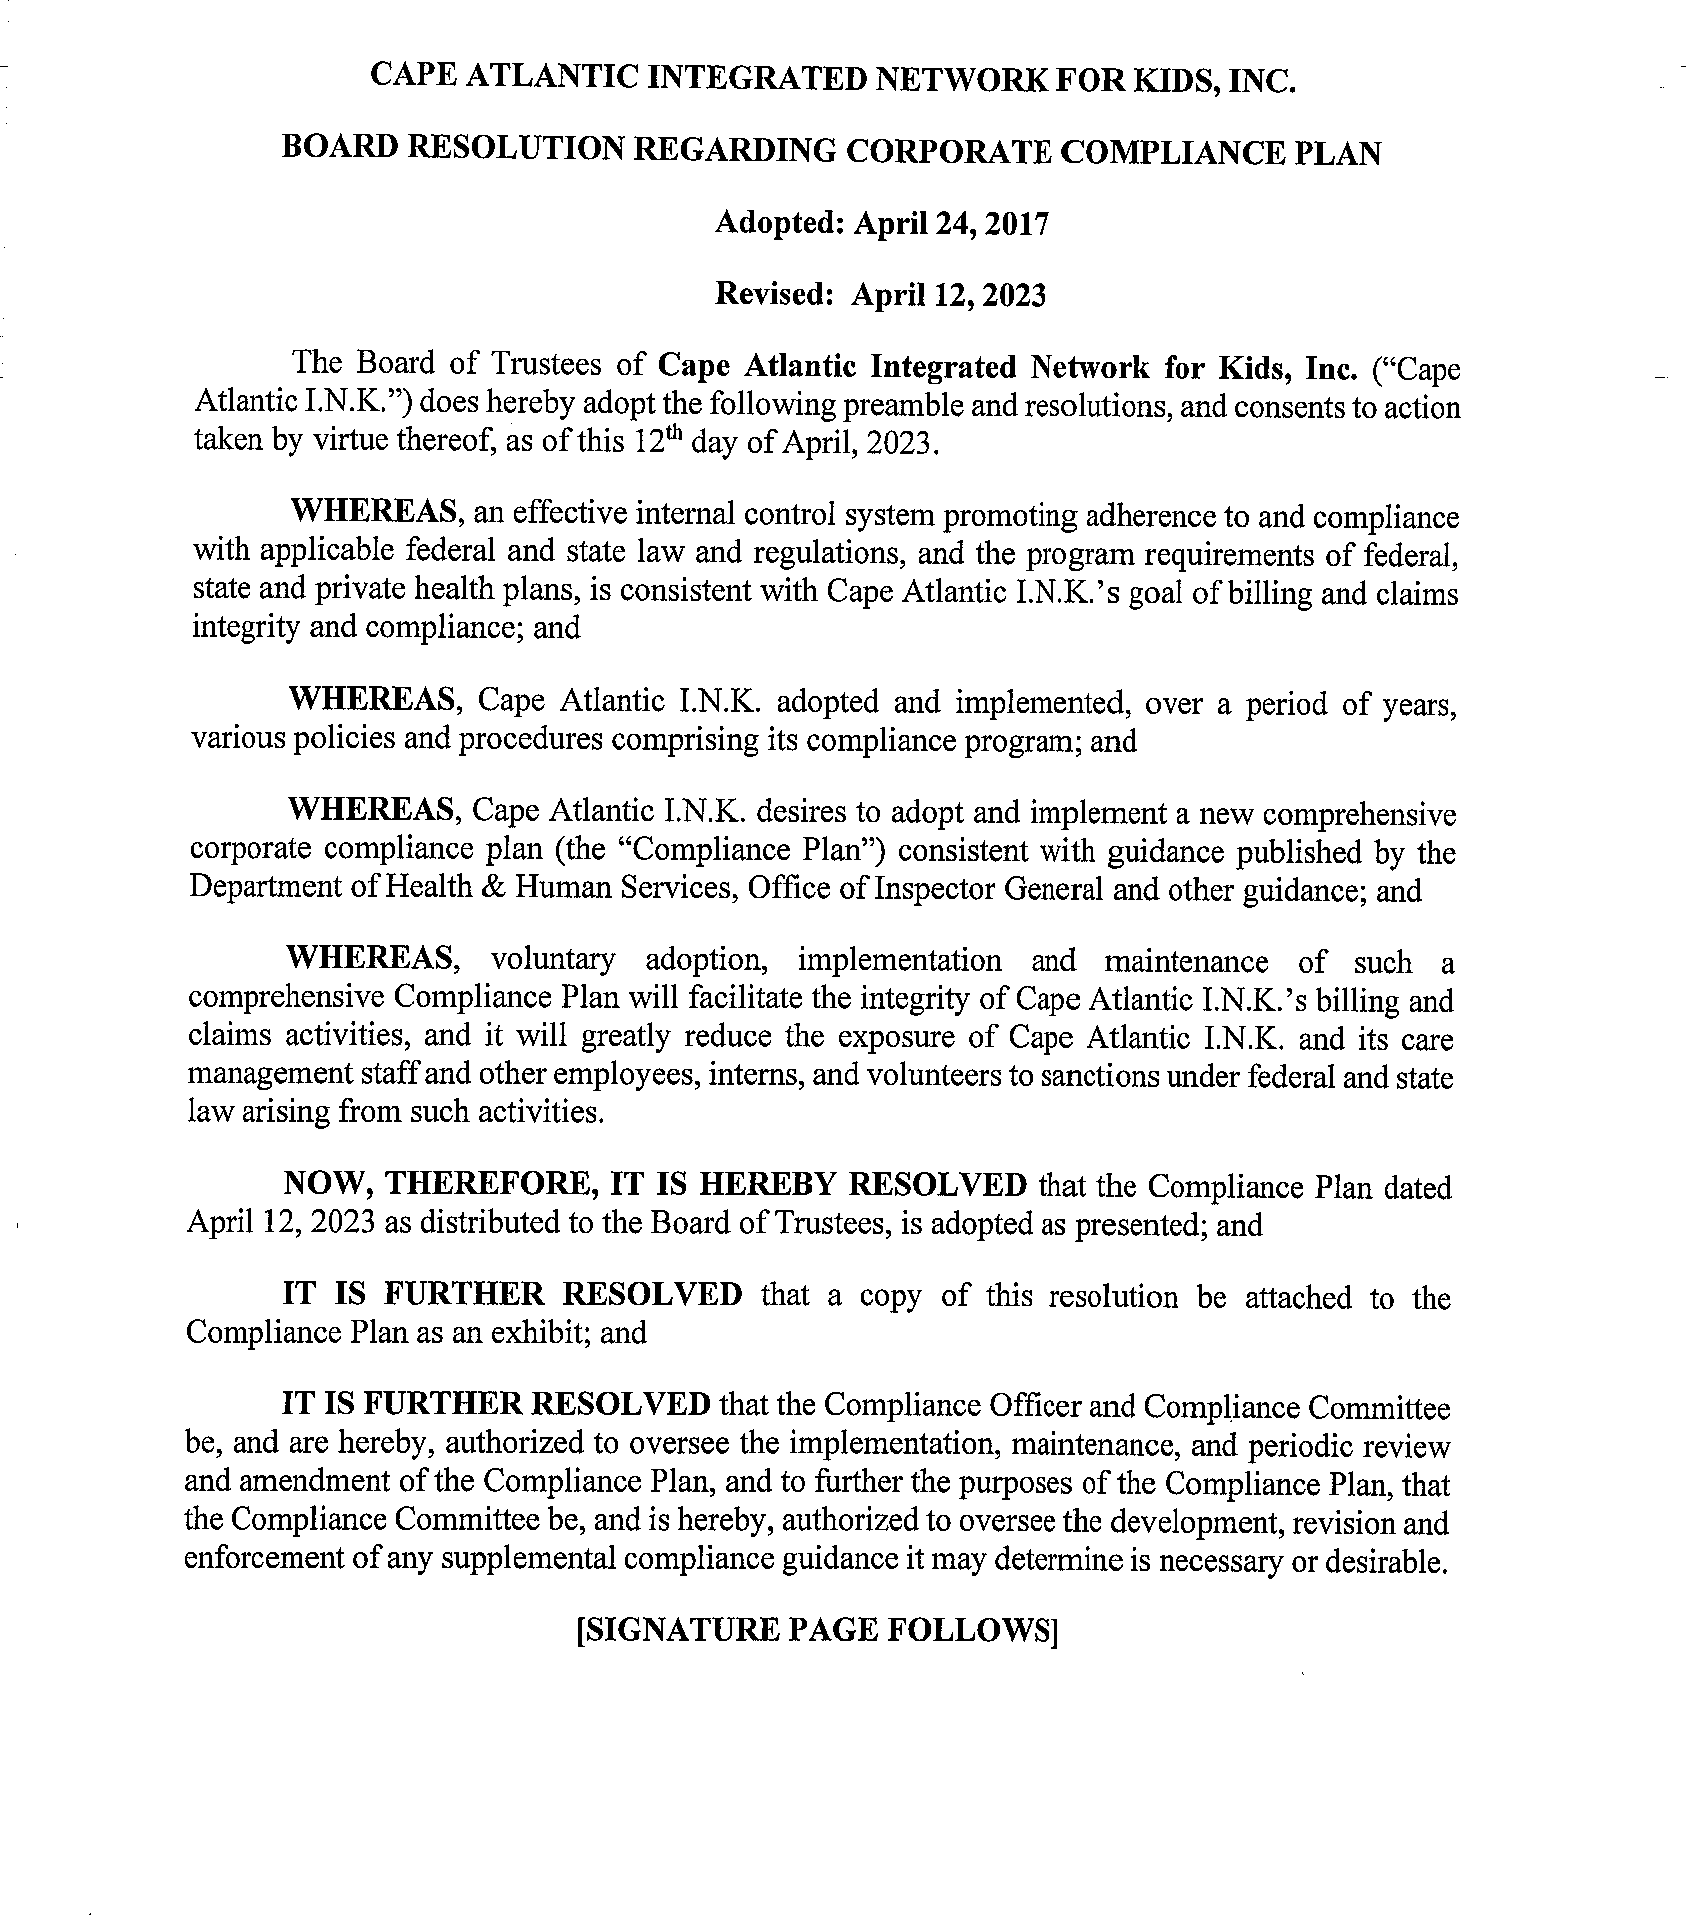 CAPE ATLANTIC INTEGRATED NETWORK FOR KIDS, INC.
BOARD RESOLUTION REGARDING CORPORATE COMPLIANCE PLAN
Adopted: April 24, 2017
Revised: April 12, 2023
The Board of Trustees of Cape Atlantic Integrated Network for Kids, Inc. (“Cape
Atlantic I.N.K.”) does hereby adopt the following preamble and resolutions, and consents to action
taken by virtue thereof, as of this 12th day of April, 2023.
WHEREAS, an effective internal control system promoting adherence to and compliance
with applicable federal and state law and regulations, and the program requirements of federal,
state and private health plans, is consistent with Cape Atlantic I.N.K.’s goal of billing and claims
integrity and compliance; and
WHEREAS, Cape Atlantic I.N.K. adopted and implemented, over a period of years,
various policies and procedures comprising its compliance program; and
WHEREAS, Cape Atlantic I.N.K. desires to adopt and implement a new comprehensive
corporate compliance plan (the “Compliance Plan”) consistent with guidance published by the
Department of Health & Human Services, Office of Inspector General and other guidance; and
WHEREAS, voluntary adoption, implementation and maintenance of such a
comprehensive Compliance Plan will facilitate the integrity of Cape Atlantic I.N.K.’s billing and
claims activities, and it will greatly reduce the exposure of Cape Atlantic I.N.K. and its care
management staff and other employees, interns, and volunteers to sanctions under federal and state
law arising from such activities.
NOW, THEREFORE, IT IS HEREBY RESOLVED that the Compliance Plan dated
April 12, 2023 as distributed to the Board of Trustees, is adopted as presented; and
IT IS FURTHER RESOLVED that a copy of this resolution be attached to the
Compliance Plan as an exhibit; and
IT IS FURTHER RESOLVED that the Compliance Officer and Compliance Committee
be, and are hereby, authorized to oversee the implementation, maintenance, and periodic review
and amendment of the Compliance Plan, and to further the purposes of the Compliance Plan, that
the Compliance Committee be, and is hereby, authorized to oversee the development, revision and
enforcement of any supplemental compliance guidance it may determine is necessary or desirable.
[SIGNATURE PAGE FOLLOWS]